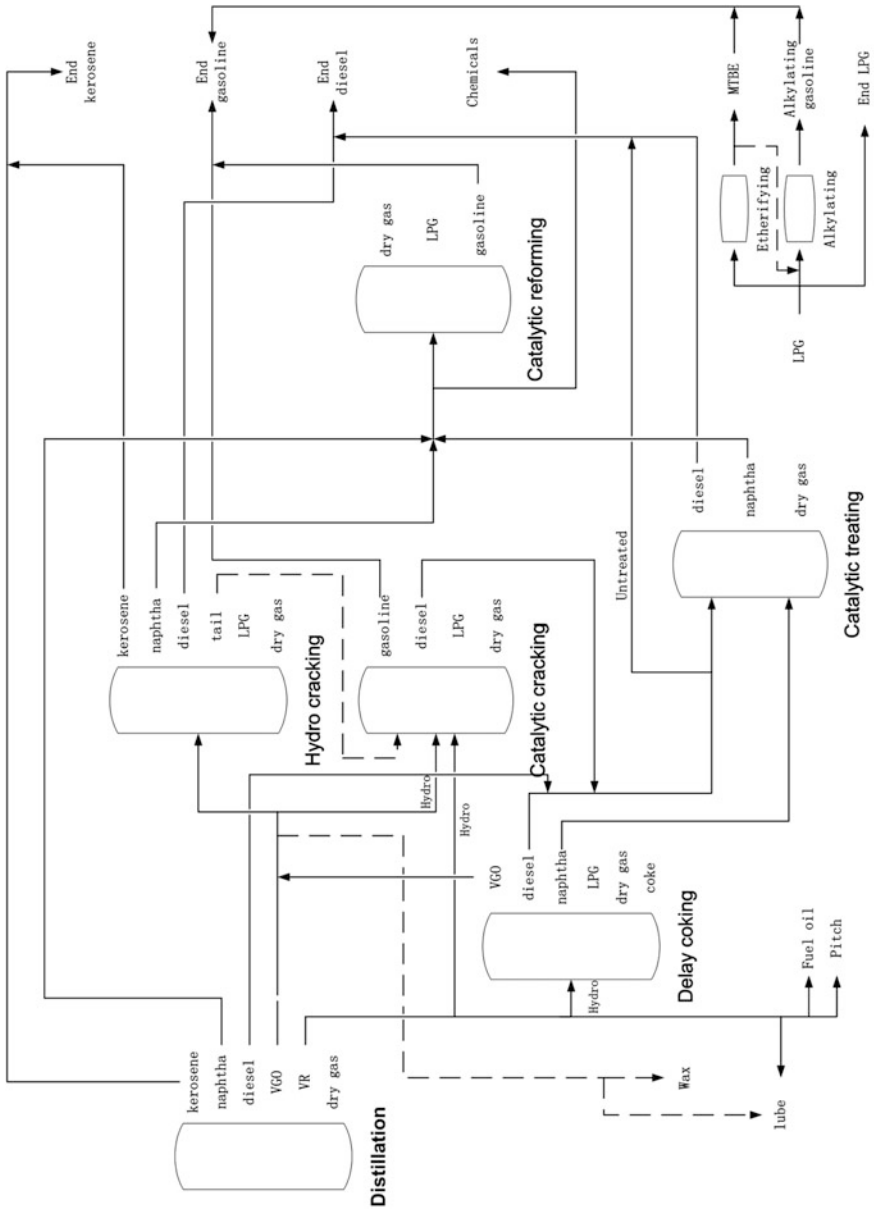 kerosene
naphtha
diesel
VGO
VR
dry gas
Distillation
Wax
lube
Hydro
Fuel oil
Pitch
VGO
diesel
naphtha
LPG
dry gas
coke
Delay coking
kerosene
naphtha
diesel
tail
LPG
dry gas
Hydro cracking
Hydro
Hydro
gasoline
diesel
LPG
dry gas
Catalytic cracking
Untreated
diesel
naphtha
dry gas
Catalytic treating
dry gas
LPG
gasoline
Catalytic reforming
LPG
Etherifying
Alkylating
MTBE
Alkylating
gasoline
End LPG
End
kerosene
End
gasoline
End
diesel
Chemicals